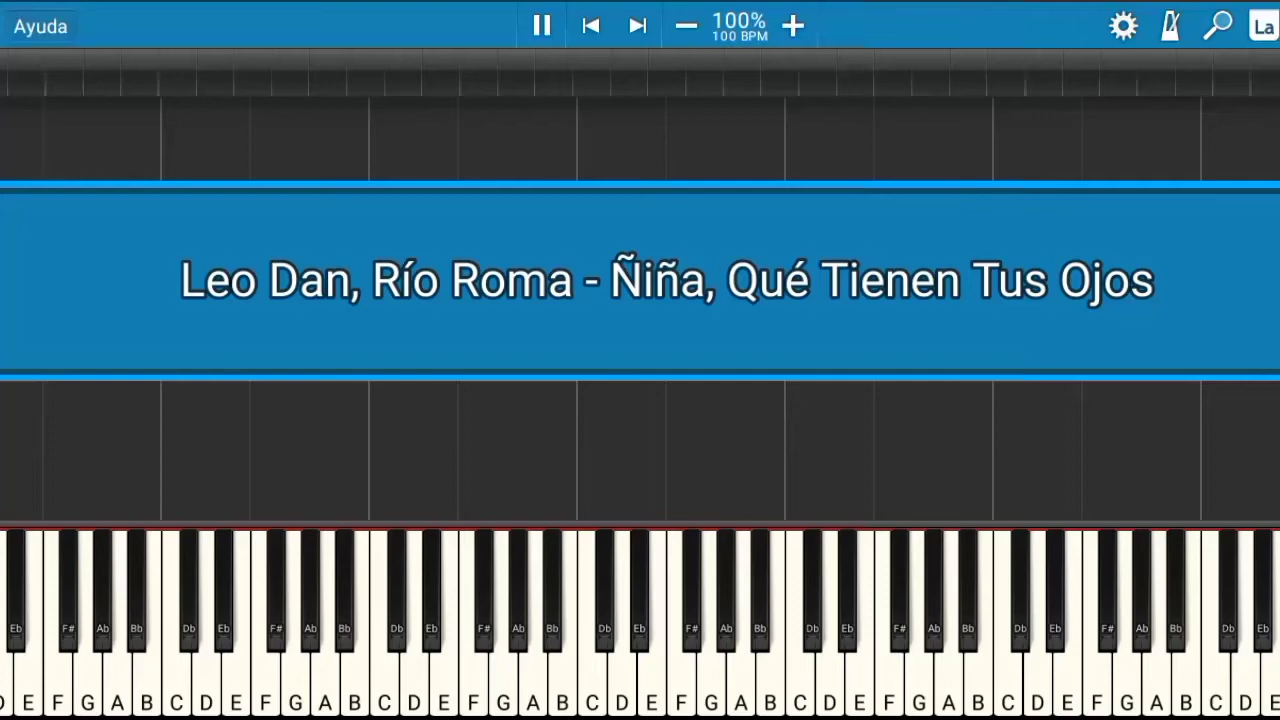 Ayuda
100%
100 BPM
La
Leo Dan, Río Roma - Ñiña, Qué Tienen Tus Ojos
Eb F# Ab Bb Db Eb F# Ab Bb Db Eb F# Ab Bb Db Eb F# Ab Bb Db Eb F# Ab Bb Db Eb F# Ab Bb Db Eb
D E F G A B C D E F G A B C D E F G A B C D E F G A B C D E F G A B C D E F G A B C D E